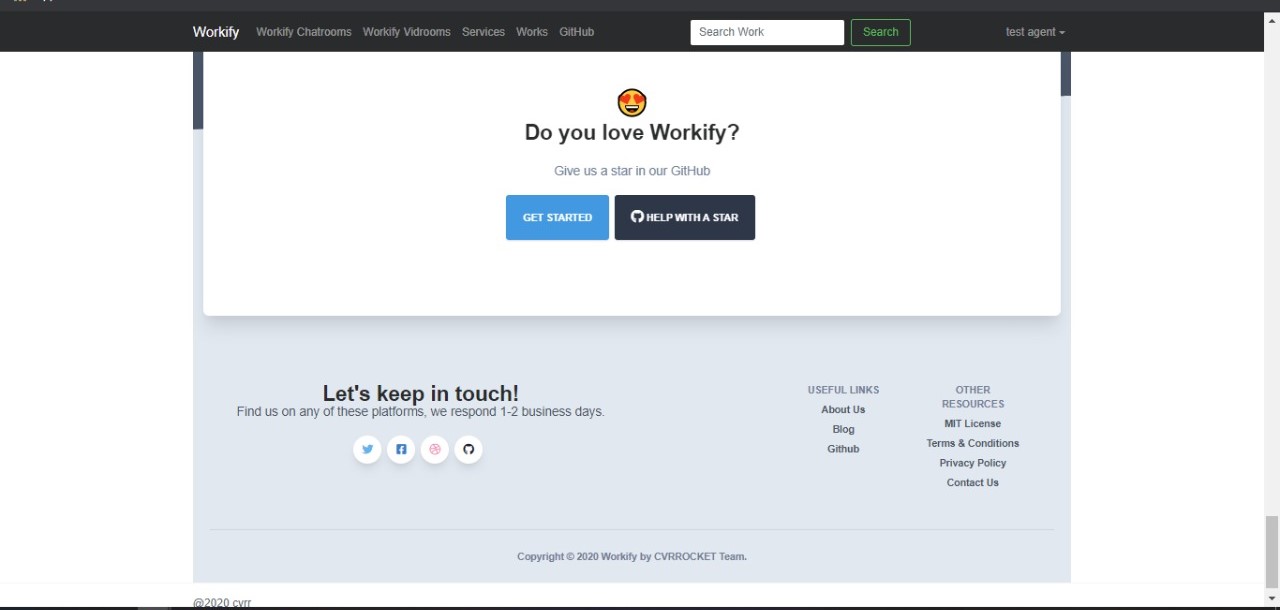 Workify Workify Chatrooms Workify Vidrooms Services Works GitHub Search Work Search test agent
Do you love Workify?
Give us a star in our GitHub
GET STARTED HELP WITH A STAR
Let's keep in touch!
Find us on any of these platforms, we respond 1-2 business days.
USEFUL LINKS
About Us
Blog
Github
OTHER
RESOURCES
MIT License
Terms & Conditions
Privacy Policy
Contact Us
Copyright © 2020 Workify by CVRROCKET Team.
@2020 cvrr